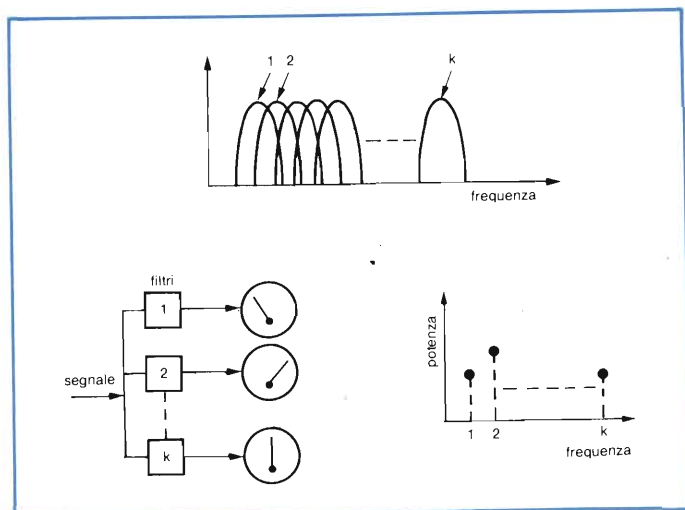 1 2 k
frequenza
filtri
1
segnale
2
k
potenza
1 2 k
frequenza